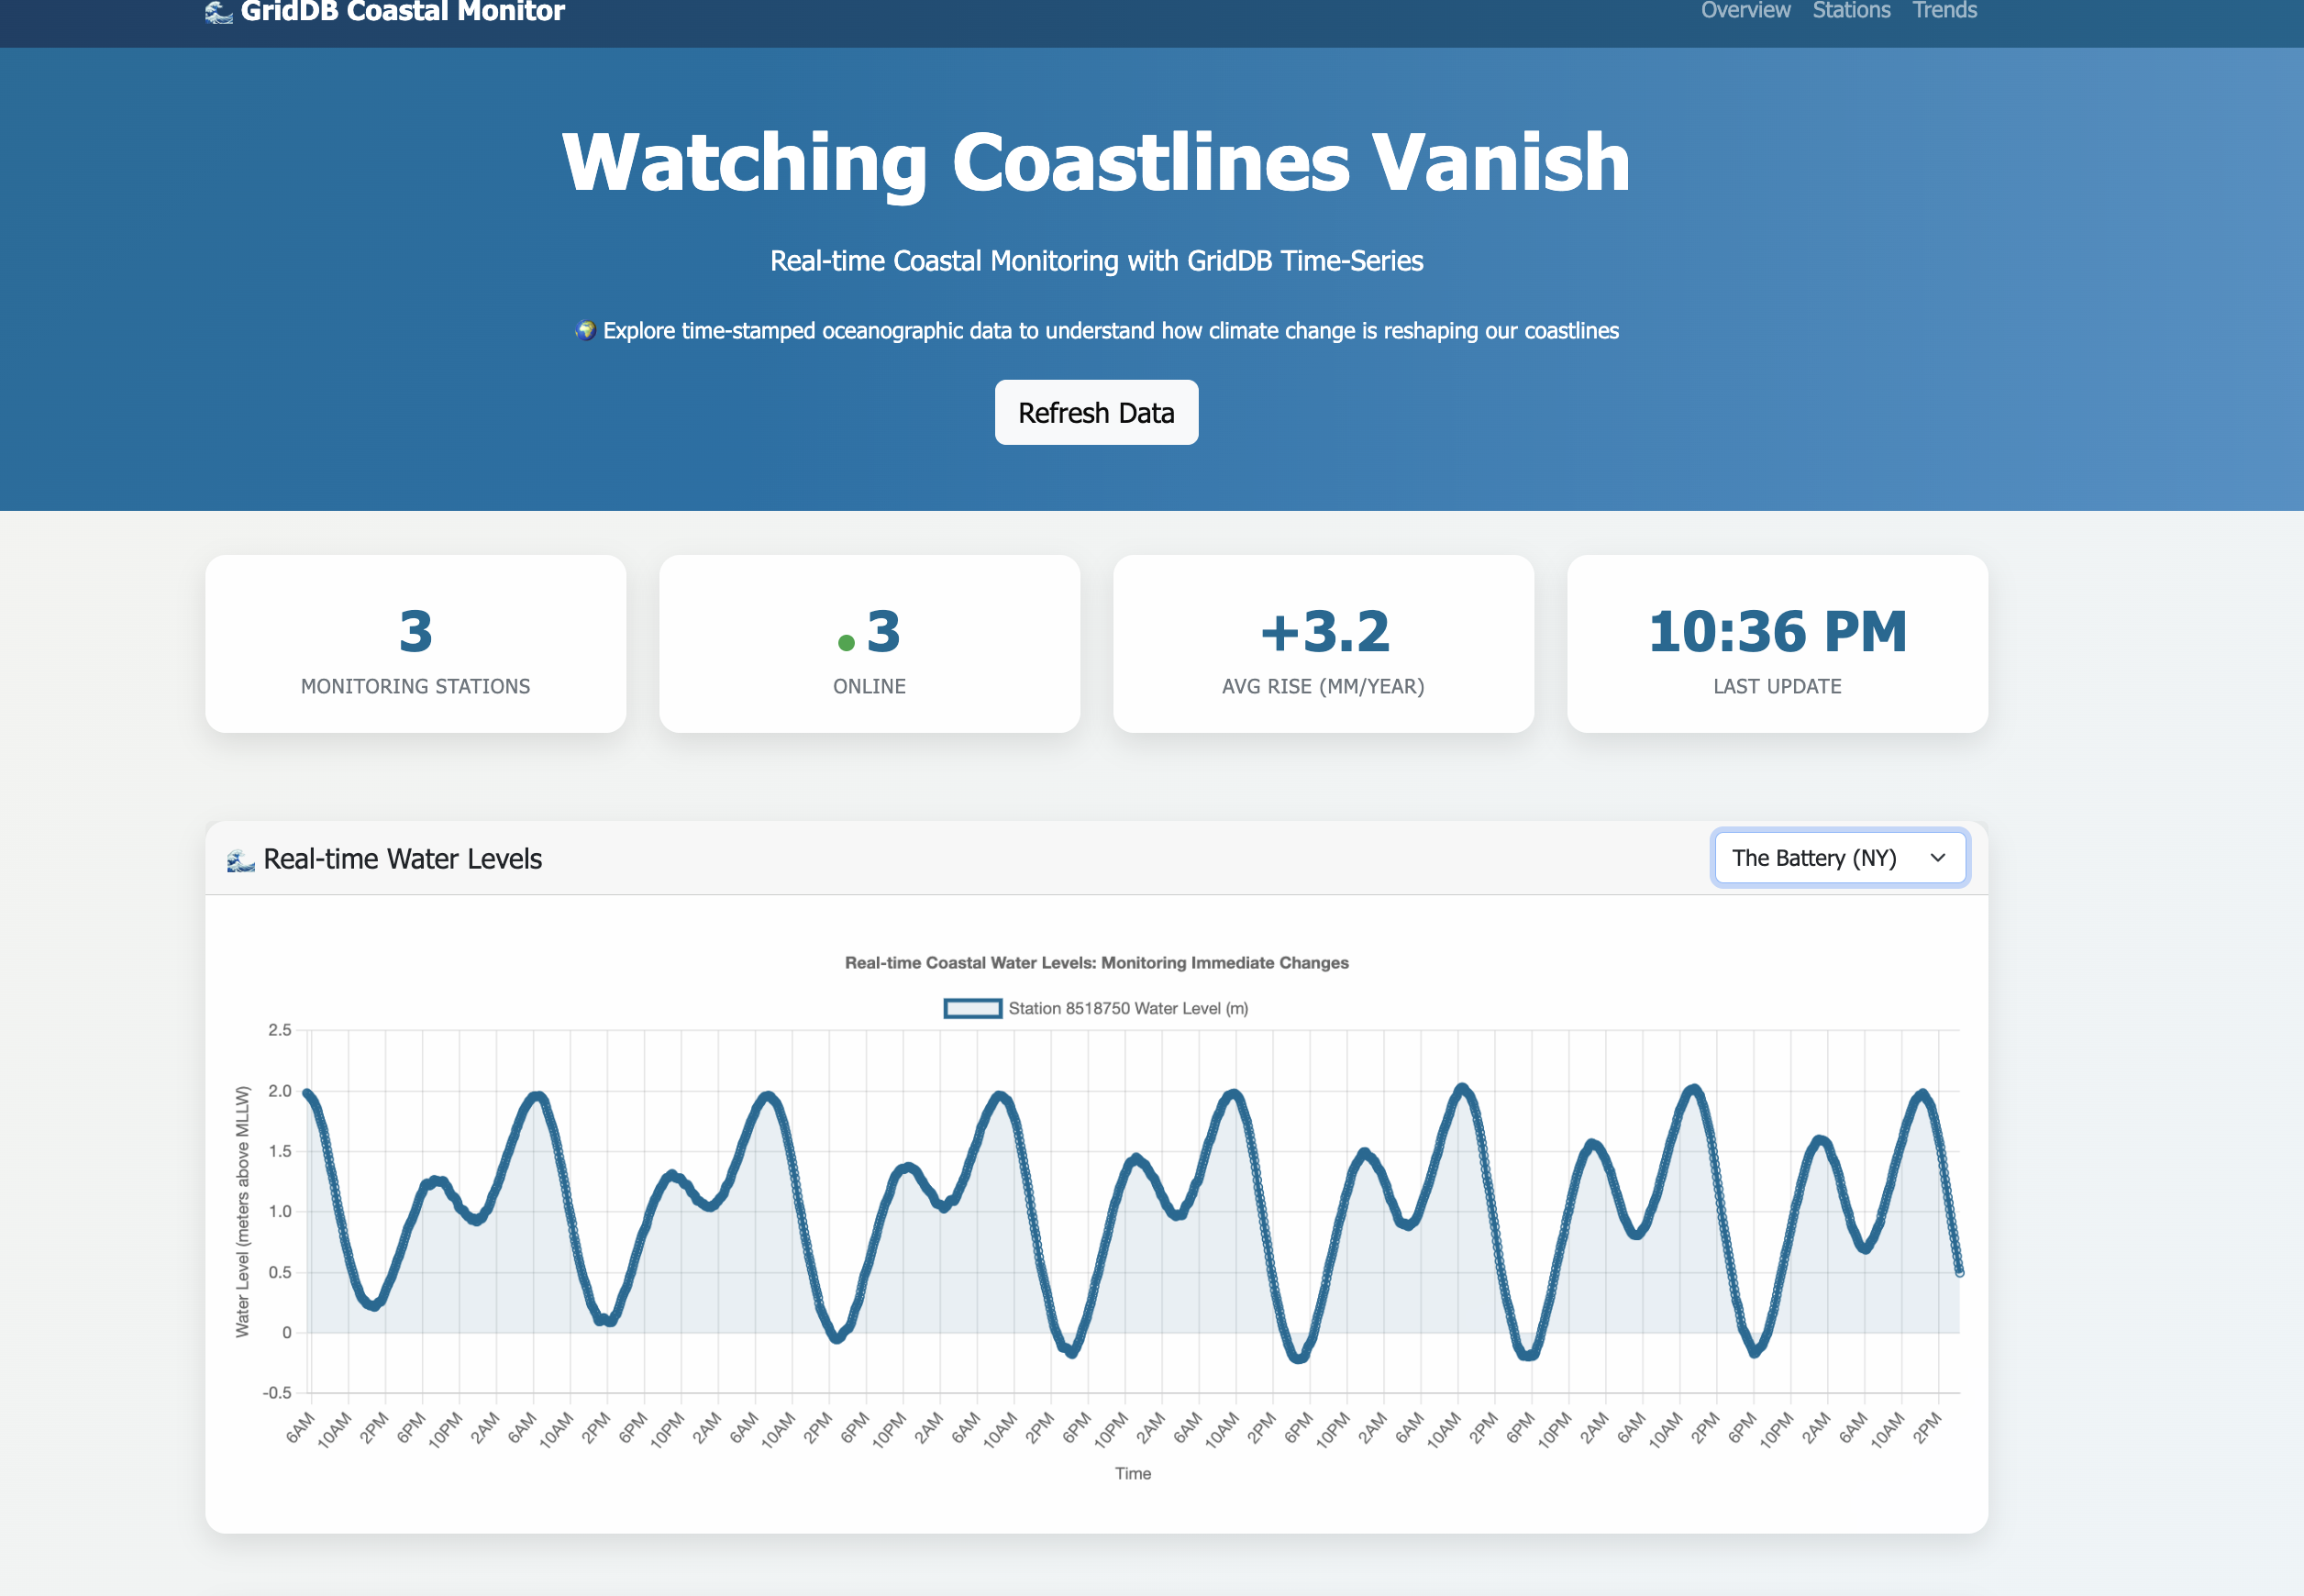 🌊 GridDB Coastal Monitor
Overview Stations Trends
Watching Coastlines Vanish
Real-time Coastal Monitoring with GridDB Time-Series
🌍 Explore time-stamped oceanographic data to understand how climate change is reshaping our coastlines
Refresh Data
3
MONITORING STATIONS
3
ONLINE
+3.2
AVG RISE (MM/YEAR)
10:36 PM
LAST UPDATE
🌊 Real-time Water Levels
The Battery (NY)
Real-time Coastal Water Levels: Monitoring Immediate Changes
Station 8518750 Water Level (m)
Water Level (meters above MLLW)
2.5
2.0
1.5
1.0
0.5
0
-0.5
6AM 10AM 2PM 6PM 10PM 2AM 6AM 10AM 2PM 6PM 10PM 2AM 6AM 10AM 2PM 6PM 10PM 2AM 6AM 10AM 2PM 6PM 10PM 2AM 6AM 10AM 2PM 6PM 10PM 2AM 6AM 10AM 2PM 6PM 10PM 2AM 6AM 10AM 2PM 6PM 10PM 2AM 6AM 10AM 2PM
Time